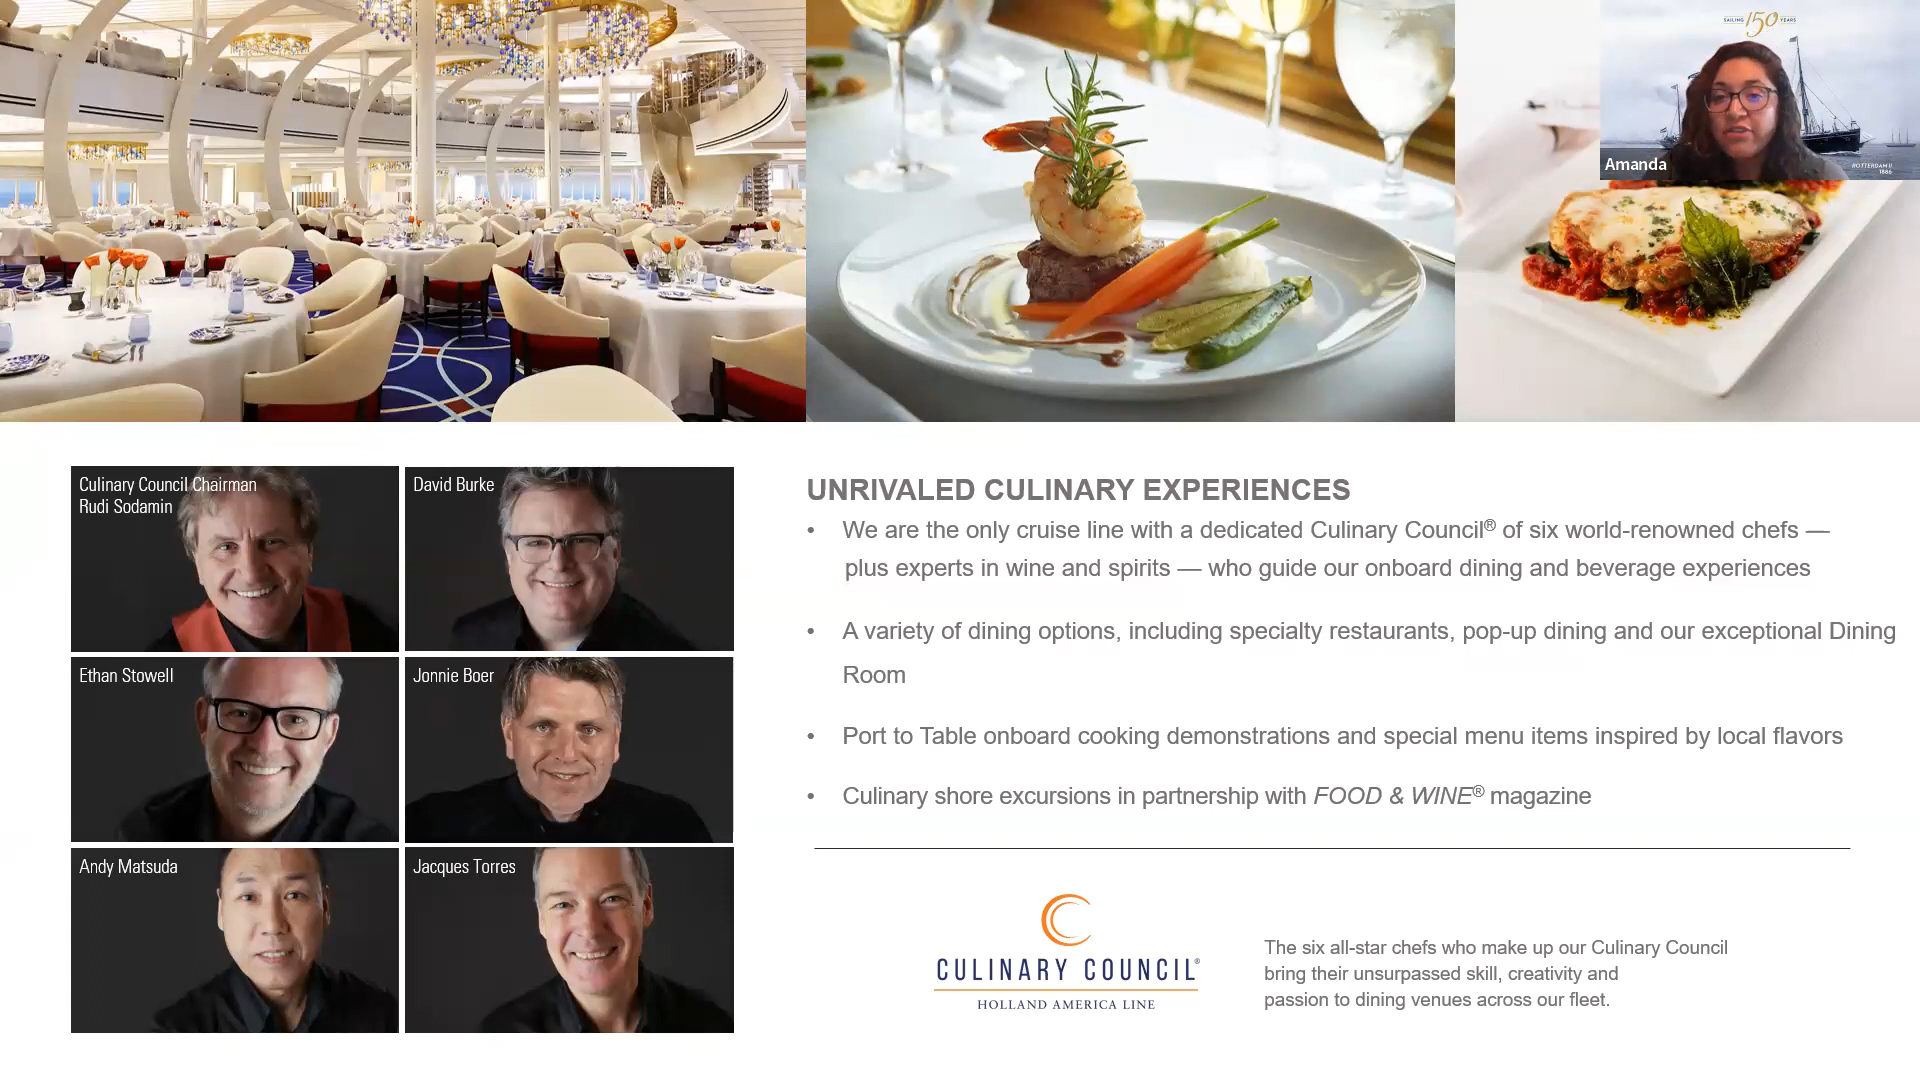 SAILING 150 YEARS
Amanda
ROTTERDAM II
1886
Culinary Council Chairman
Rudi Sodamin
David Burke
Ethan Stowell
Jonnie Boer
Andy Matsuda
Jacques Torres
UNRIVALED CULINARY EXPERIENCES
• We are the only cruise line with a dedicated Culinary Council® of six world-renowned chefs —
plus experts in wine and spirits — who guide our onboard dining and beverage experiences
• A variety of dining options, including specialty restaurants, pop-up dining and our exceptional Dining
Room
• Port to Table onboard cooking demonstrations and special menu items inspired by local flavors
• Culinary shore excursions in partnership with FOOD & WINE® magazine
CULINARY COUNCIL®
HOLLAND AMERICA LINE
The six all-star chefs who make up our Culinary Council
bring their unsurpassed skill, creativity and
passion to dining venues across our fleet.